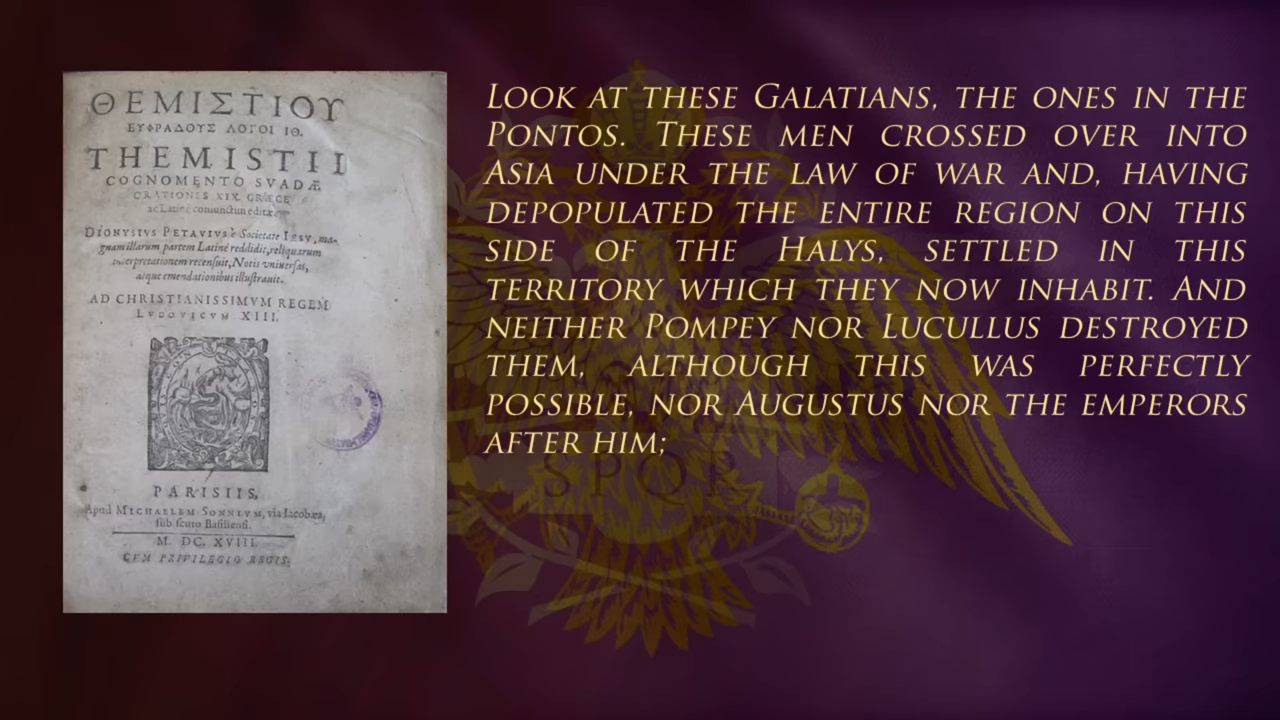 ΘΕΜΙΣΤΙΟΥ
ΕΥΦΡΑΔΟΥΣ ΛΟΓΟΙ ΙΘ.
THEMISTII
COGNOMENTO SVADÆ
ORATIONES XIX. GRÆCE
ac Latinè coniunctim editæ.
DIONYSIVS PETAVIVS è Societate IESV, ma-
gnam illarum partem Latinè reddidit, reliquarum
interpretationem recensuit, Notis vniuersas,
atque emendationibus illustrauit.
AD CHRISTIANISSIMVM REGEM
LVDOVICVM XIII.
PARISIIS,
Apud MICHAELEM SONNIVM, via Iacobæa,
sub scuto Basiliensi.
M. DC. XVIII.
CVM PRIVILEGIO REGIS.
LOOK AT THESE GALATIANS, THE ONES IN THE
PONTOS. THESE MEN CROSSED OVER INTO
ASIA UNDER THE LAW OF WAR AND, HAVING
DEPOPULATED THE ENTIRE REGION ON THIS
SIDE OF THE HALYS, SETTLED IN THIS
TERRITORY WHICH THEY NOW INHABIT. AND
NEITHER POMPEY NOR LUCULLUS DESTROYED
THEM, ALTHOUGH THIS WAS PERFECTLY
POSSIBLE, NOR AUGUSTUS NOR THE EMPERORS
AFTER HIM;
SPQR